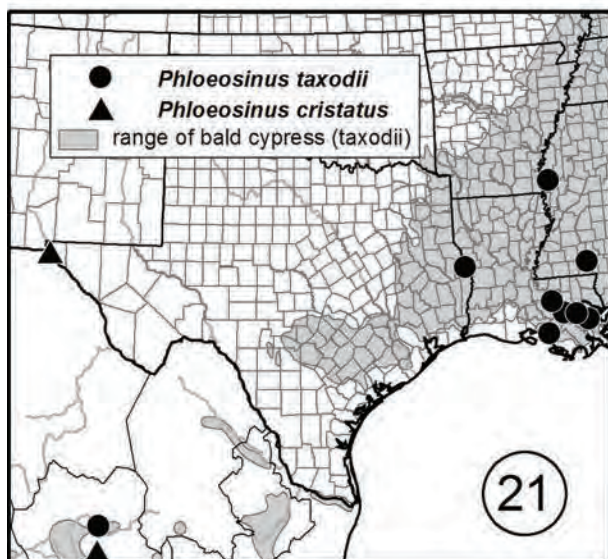 Phloeosinus taxodii
Phloeosinus cristatus
range of bald cypress (taxodii)
21